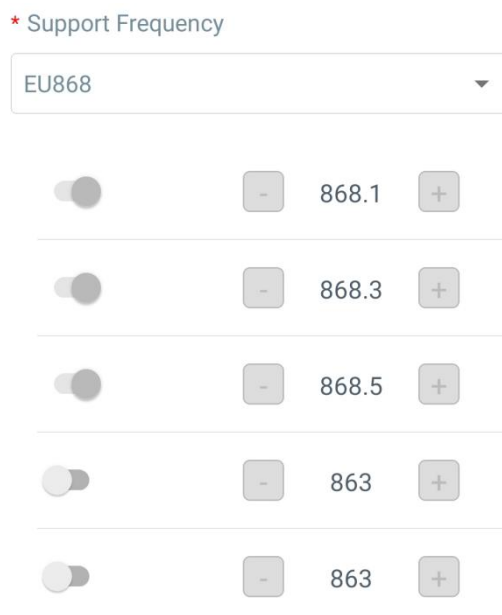 * Support Frequency
EU868
- 868.1 +
- 868.3 +
- 868.5 +
- 863 +
- 863 +